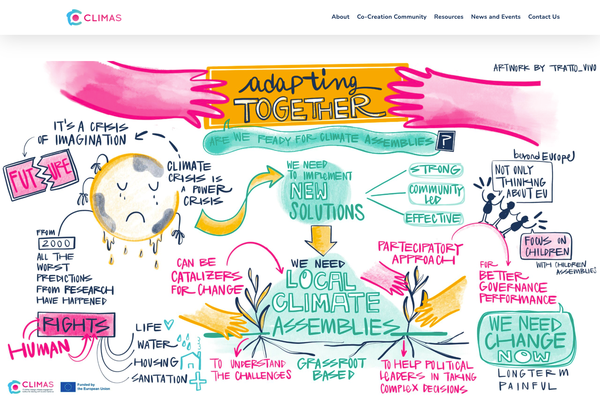 CLIMAS
About Co-Creation Community Resources News and Events Contact Us
ARTWORK BY TRATTO_VIVO
adapting
TOGETHER
ARE WE READY FOR CLIMATE ASSEMBLIES ?
IT'S A CRISIS
OF IMAGINATION
FUTURE
CLIMATE
CRISIS IS
A POWER
CRISIS
FROM
2000
ALL THE
WORST
PREDICTIONS
FROM RESEARCH
HAVE HAPPENED
WE NEED
TO IMPLEMENT
NEW
SOLUTIONS
STRONG
COMMUNITY
LED
EFFECTIVE
beyond Europe
NOT ONLY
THINKING
ABOUT EU
FOCUS ON
CHILDREN
WITH CHILDREN
ASSEMBLIES
CAN BE
CATALIZERS
FOR CHANGE
WE NEED
LOCAL
CLIMATE
ASSEMBLIES
PARTECIPATORY
APPROACH
FOR
BETTER
GOVERNANCE
PERFORMANCE
HUMAN
RIGHTS
LIFE
WATER
HOUSING
SANITATION
TO UNDERSTAND
THE CHALLENGES
GRASSROOT
BASED
TO HELP POLITICAL
LEADERS IN TAKING
COMPLEX DECISIONS
WE NEED
CHANGE
NOW
LONGTERM
PAINFUL
CLIMAS
Funded by
the European Union